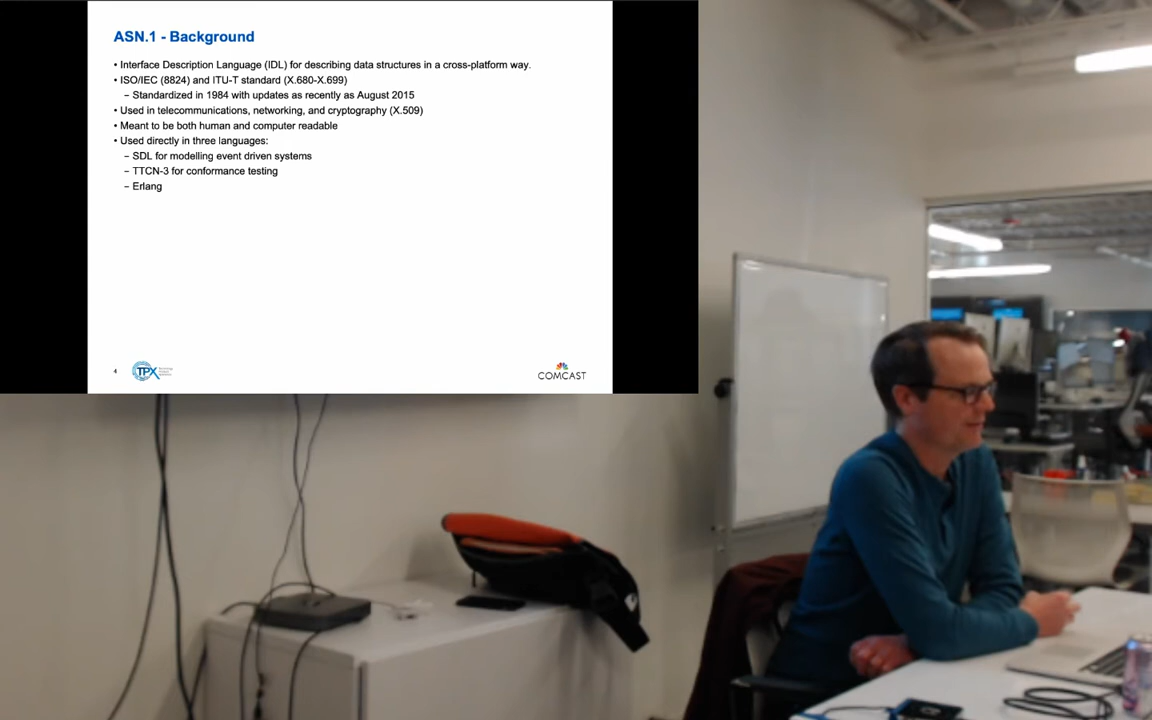 ASN.1 - Background
• Interface Description Language (IDL) for describing data structures in a cross-platform way.
• ISO/IEC (8824) and ITU-T standard (X.680-X.699)
– Standardized in 1984 with updates as recently as August 2015
• Used in telecommunications, networking, and cryptography (X.509)
• Meant to be both human and computer readable
• Used directly in three languages:
– SDL for modelling event driven systems
– TTCN-3 for conformance testing
– Erlang
4
TPX
COMCAST